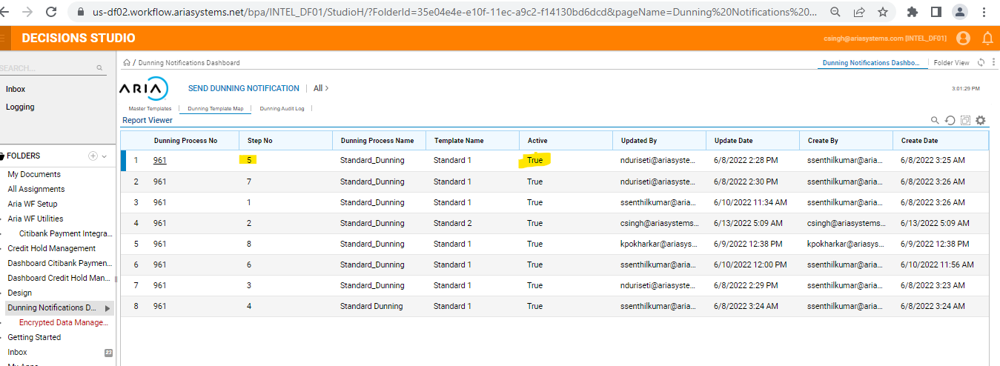 us-df02.workflow.ariasystems.net/bpa/INTEL_DF01/StudioH/?FolderId=35e04e4e-e10f-11ec-a9c2-f14130bd6dcd&pageName=Dunning%20Notifications%20...
DECISIONS STUDIO
csingh@ariasystems.com [INTEL_DF01]
SEARCH...
Inbox
Logging
FOLDERS
My Documents
All Assignments
Aria WF Setup
Aria WF Utilities
Citibank Payment Integra...
Credit Hold Management
Dashboard Citibank Paymen...
Dashboard Credit Hold Man...
Design
Dunning Notifications D...
Encrypted Data Manage...
Getting Started
Inbox 23
My Apps
/ Dunning Notifications Dashboard
Dunning Notifications Dashbo... Folder View
ARIA SEND DUNNING NOTIFICATION All > 3:01:29 PM
Master Templates Dunning Template Map Dunning Audit Log
Report Viewer
Dunning Process No Step No Dunning Process Name Template Name Active Updated By Update Date Create By Create Date
1 961 5 Standard_Dunning Standard 1 True nduriseti@ariasyste... 6/8/2022 2:28 PM ssenthilkumar@aria... 6/8/2022 3:25 AM
2 961 7 Standard_Dunning Standard 1 True nduriseti@ariasyste... 6/8/2022 2:30 PM ssenthilkumar@aria... 6/8/2022 3:26 AM
3 961 1 Standard_Dunning Standard 1 True ssenthilkumar@aria... 6/10/2022 11:34 AM ssenthilkumar@aria... 6/8/2022 3:26 AM
4 961 2 Standard_Dunning Standard 2 True csingh@ariasystems... 6/13/2022 5:09 AM csingh@ariasystems... 6/13/2022 5:09 AM
5 961 8 Standard_Dunning Standard 1 True kpokharkar@ariasys... 6/9/2022 12:38 PM kpokharkar@ariasys... 6/9/2022 12:38 PM
6 961 6 Standard_Dunning Standard 1 True ssenthilkumar@aria... 6/10/2022 12:00 PM ssenthilkumar@aria... 6/10/2022 11:56 AM
7 961 3 Standard_Dunning Standard 1 True nduriseti@ariasyste... 6/8/2022 2:29 PM ssenthilkumar@aria... 6/8/2022 3:23 AM
8 961 4 Standard Dunning Standard 1 True ssenthilkumar@aria... 6/8/2022 3:24 AM ssenthilkumar@aria... 6/8/2022 3:24 AM